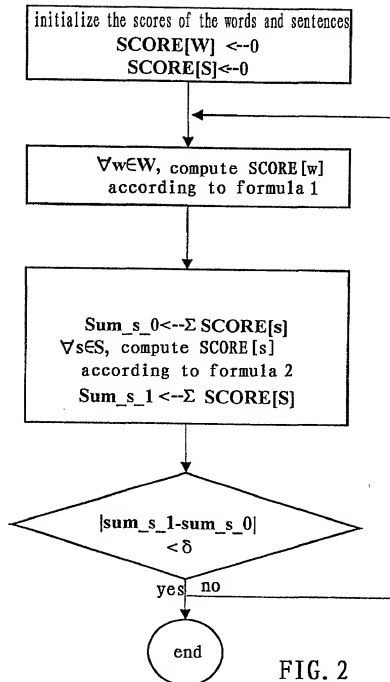 initialize the scores of the words and sentences
SCORE[W] <--0
SCORE[S]<--0
∀w∈W, compute SCORE[w]
according to formula 1
Sum_s_0<--Σ SCORE[s]
∀s∈S, compute SCORE[s]
according to formula 2
Sum_s_1 <--Σ SCORE[S]
|sum_s_1-sum_s_0|
< δ
yes no
end
FIG. 2